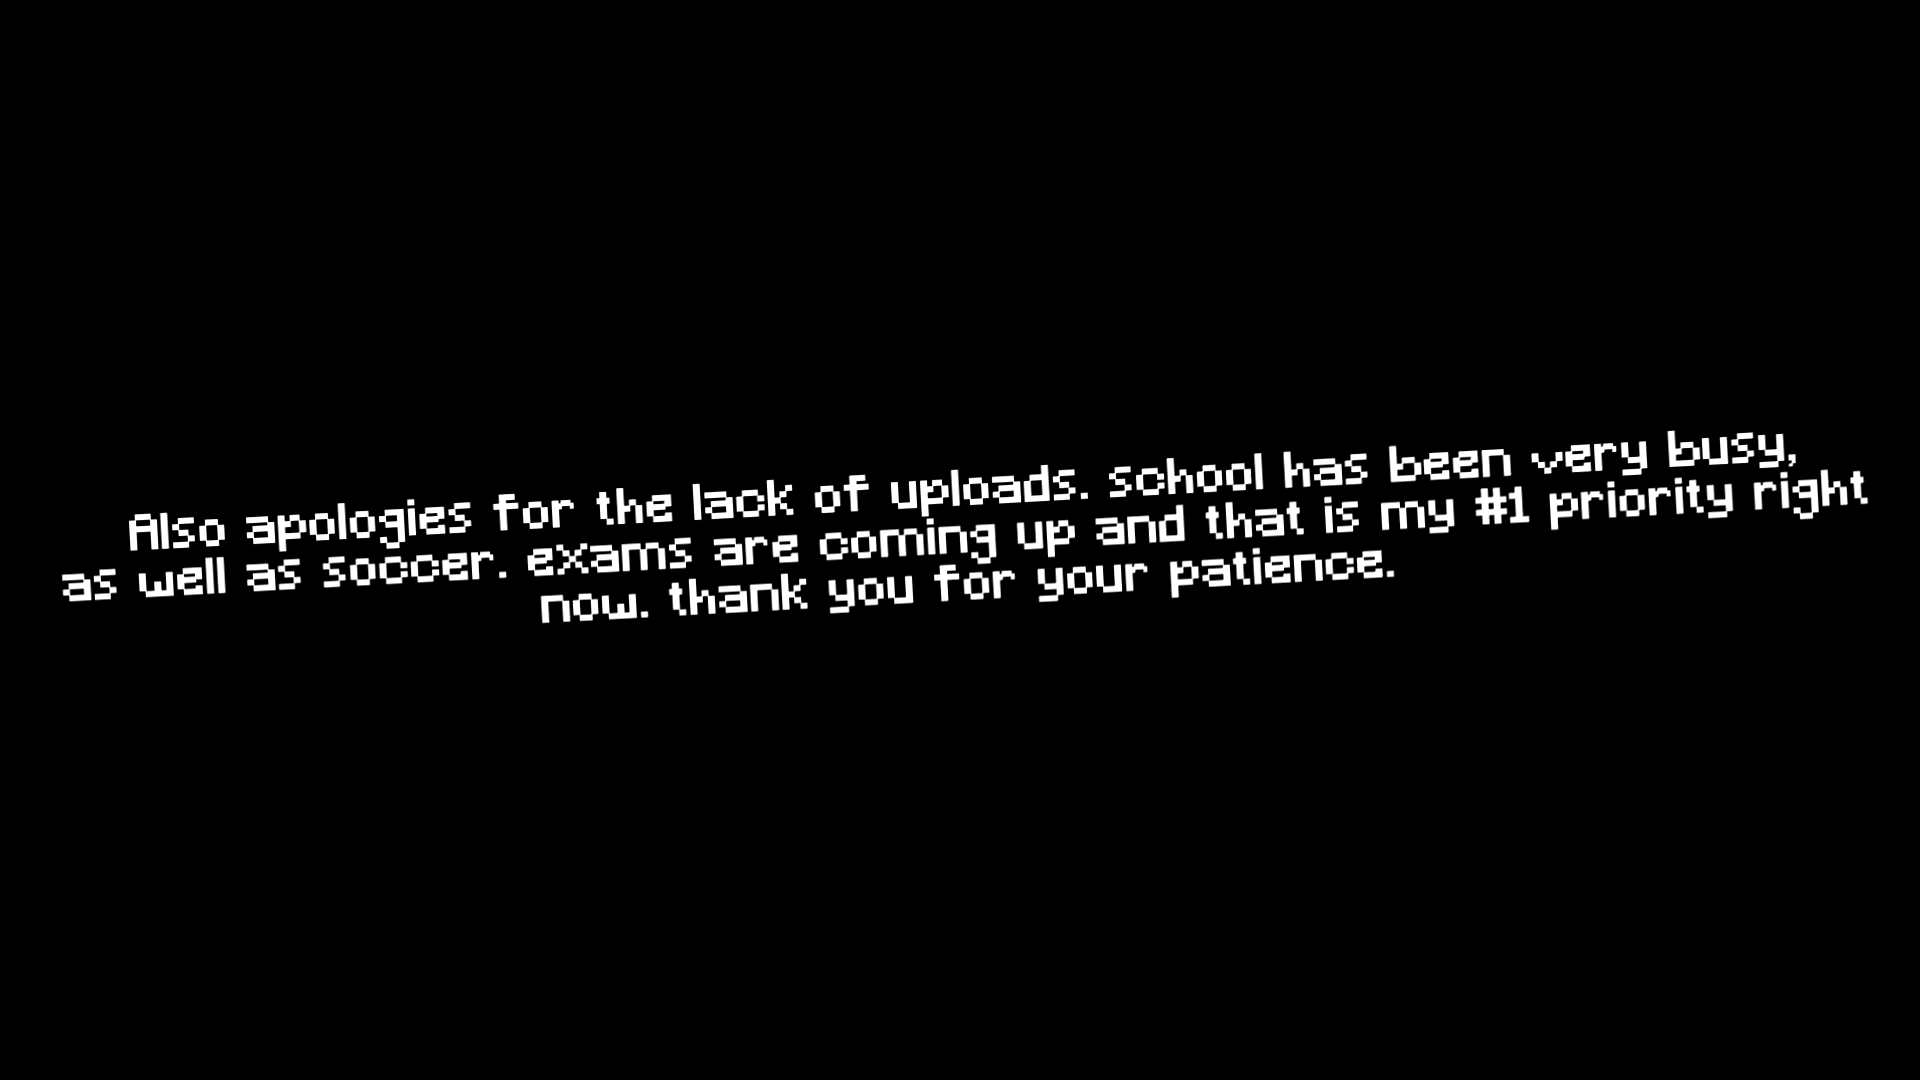 Also apologies for the lack of uploads. school has been very busy,
as well as soccer. exams are coming up and that is my #1 priority right
now. thank you for your patience.